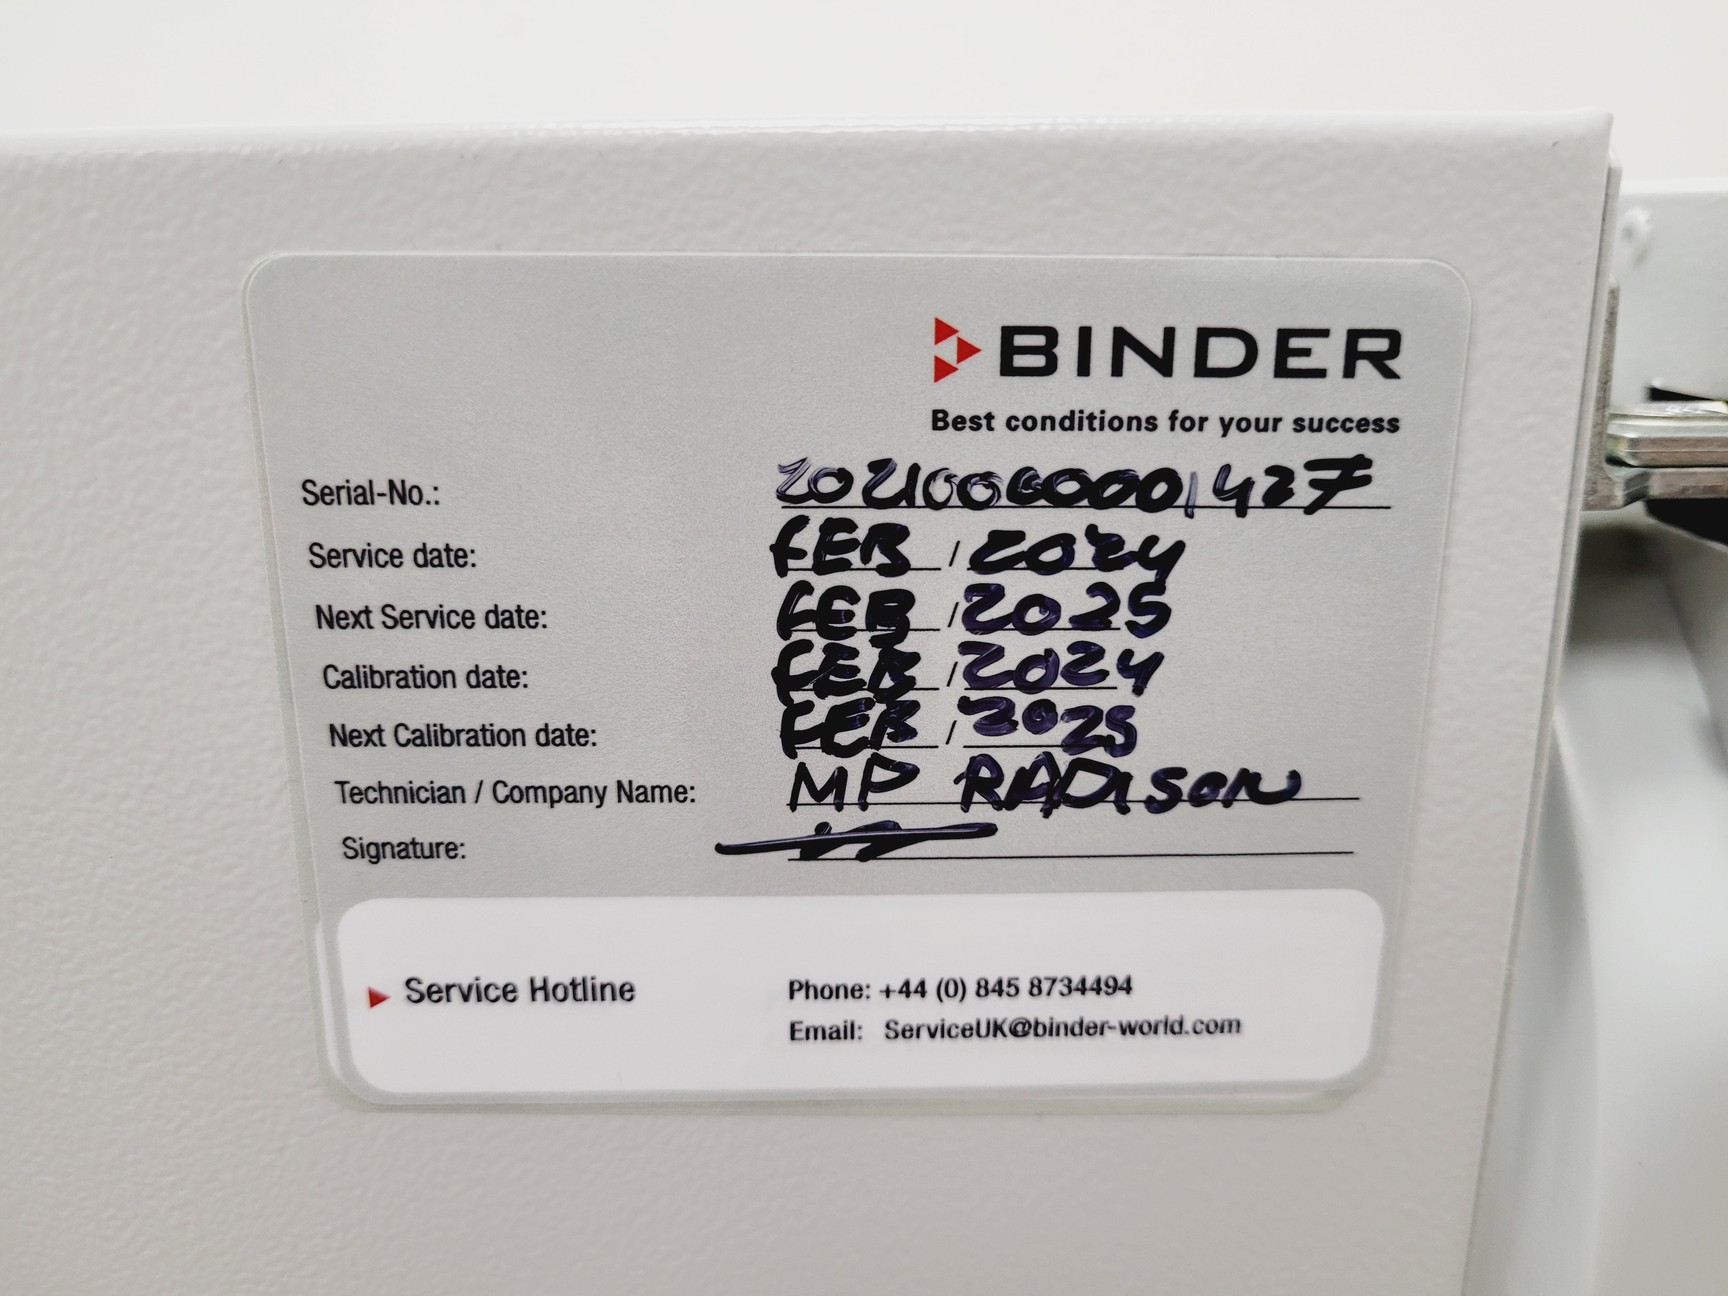 BINDER
Best conditions for your success
Serial-No.:
Service date: FEB / 2024
Next Service date: FEB / 2025
Calibration date: FEB / 2024
Next Calibration date: FEB / 2025
Technician / Company Name: MP RADISON
Signature:
Service Hotline
Phone: +44 (0) 845 8734494
Email: ServiceUK@binder-world.com